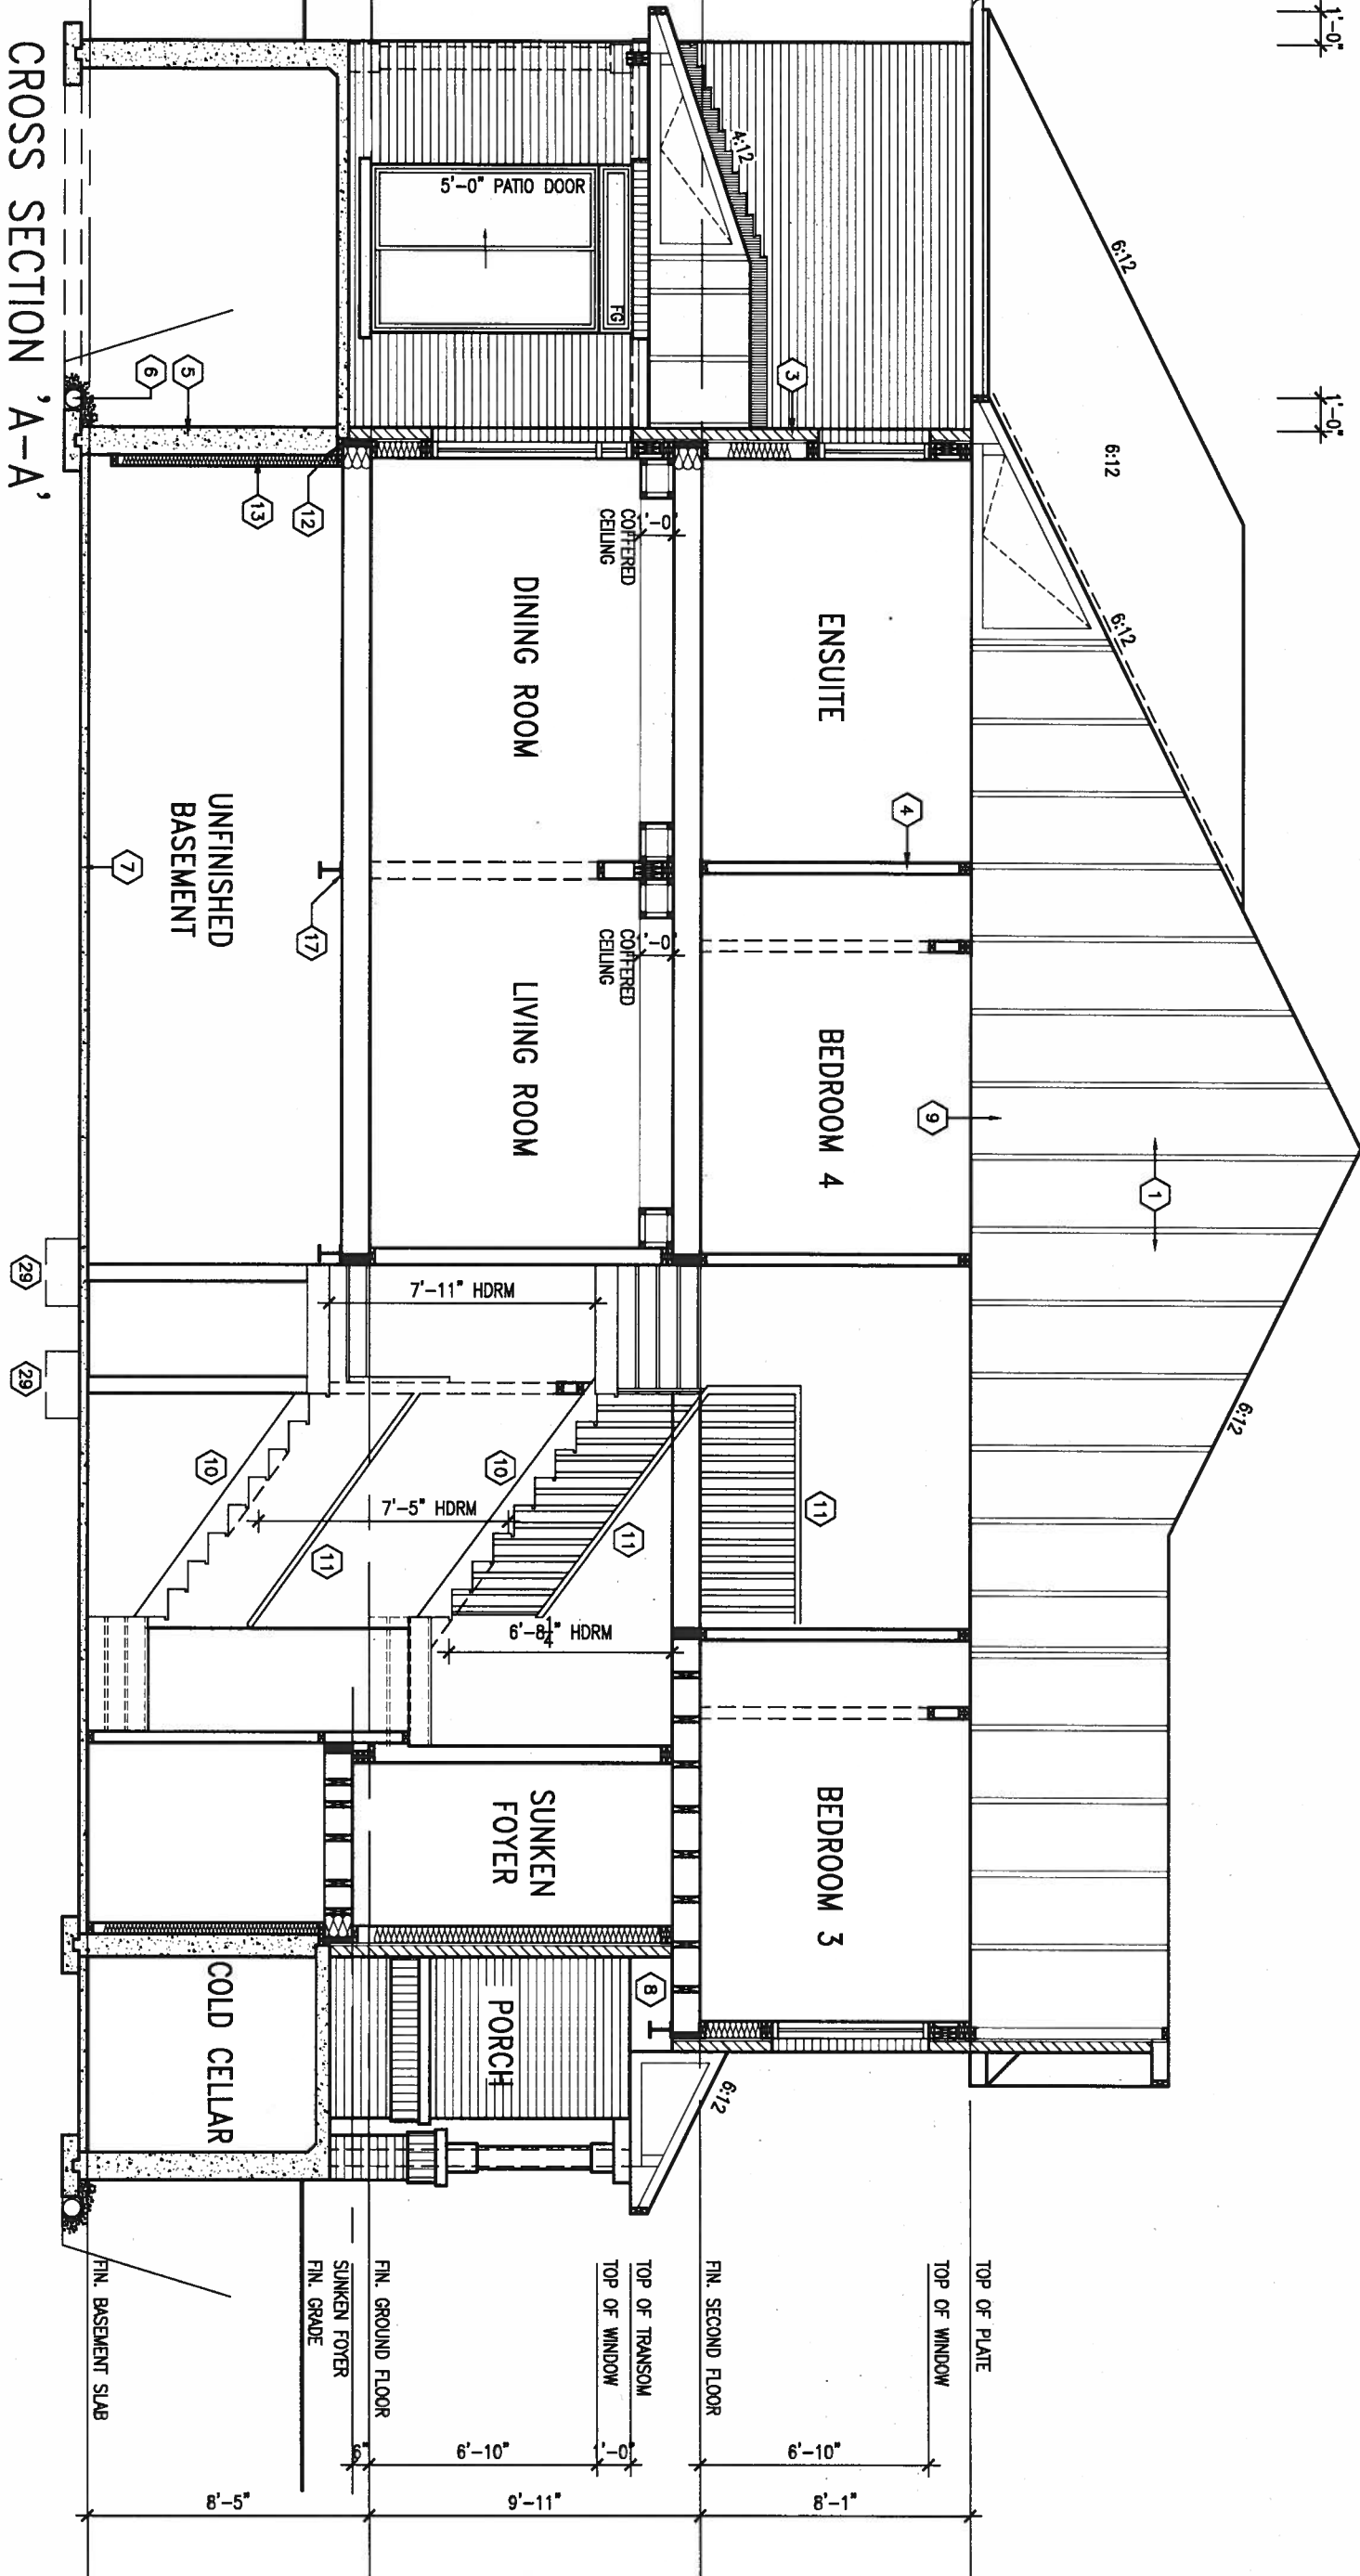 1'-0"
1'-0"
6:12
6:12
6:12
6:12
1
9
TOP OF PLATE
TOP OF WINDOW
6'-10"
8'-1"
4:12
3
ENSUITE
4
BEDROOM 4
11
BEDROOM 3
6:12
FIN. SECOND FLOOR
1'-0"
COFFERED
CEILING
1'-0"
COFFERED
CEILING
8
TOP OF TRANSOM
TOP OF WINDOW
1'-0"
5'-0" PATIO DOOR
FG
DINING ROOM
LIVING ROOM
7'-11" HDRM
10
11
6'-8¼" HDRM
SUNKEN
FOYER
PORCH
6'-10"
9'-11"
FIN. GROUND FLOOR
6"
SUNKEN FOYER
FIN. GRADE
12
13
17
7'-5" HDRM
11
10
UNFINISHED
BASEMENT
COLD CELLAR
8'-5"
5
6
7
FIN. BASEMENT SLAB
29
29
CROSS SECTION 'A-A'